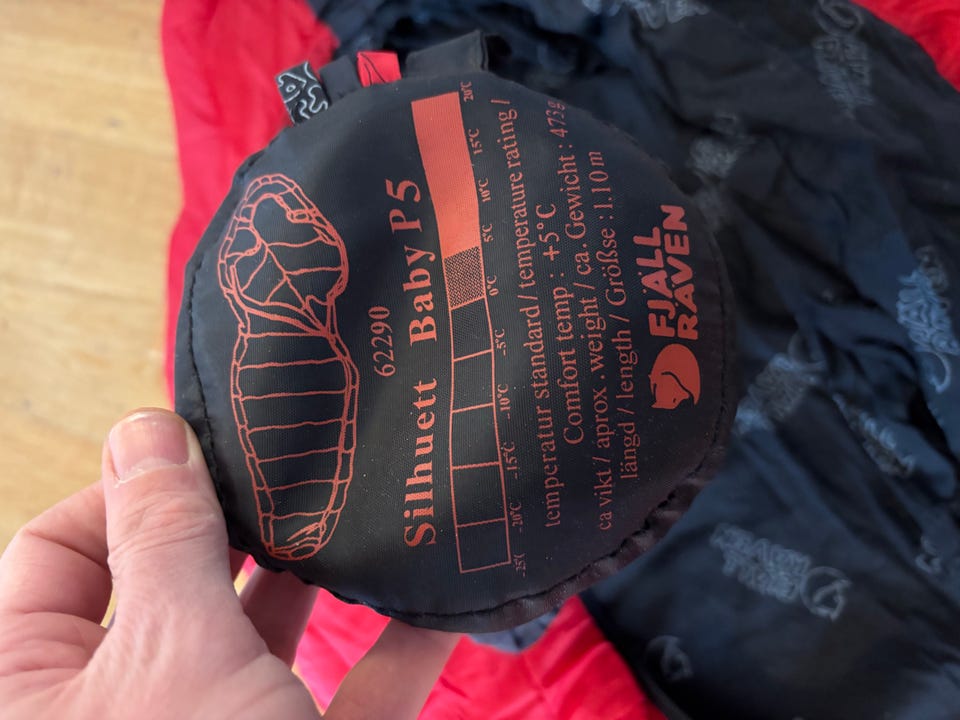 62290
Silhuett Baby P5
-25°C -20°C -15°C -10°C -5°C 0°C 5°C 10°C 15°C 20°C
temperatur standard / temperature rating /
Comfort temp : +5°C
ca vikt / aprox. weight / ca. Gewicht : 473g
längd / length / Größse : 1.10 m
FJÄLL
RÄVEN